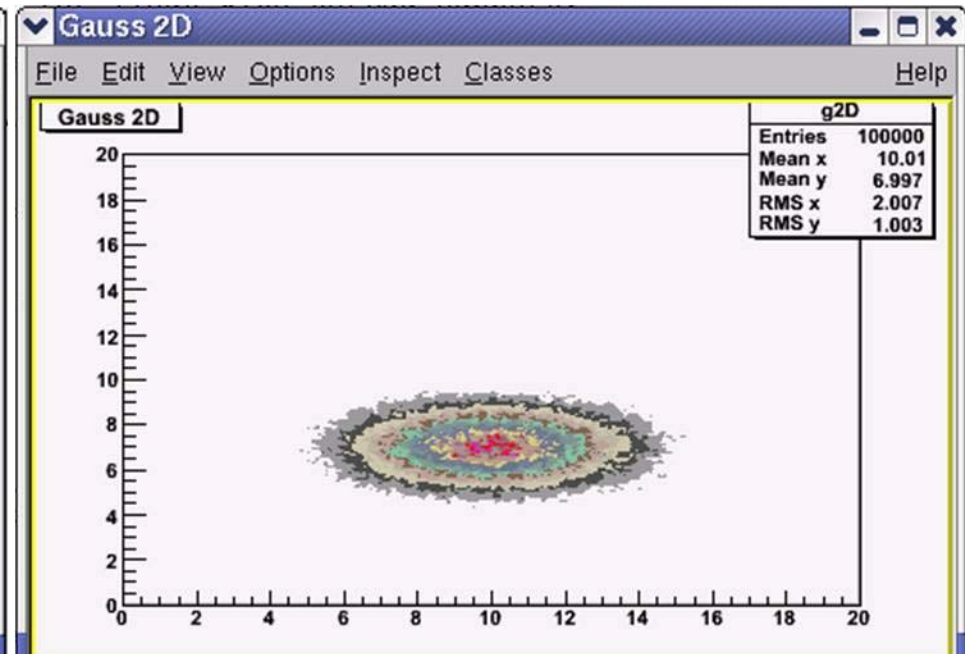 Gauss 2D
File Edit View Options Inspect Classes Help
Gauss 2D
g2D
Entries 100000
Mean x 10.01
Mean y 6.997
RMS x 2.007
RMS y 1.003
20
18
16
14
12
10
8
6
4
2
0
0 2 4 6 8 10 12 14 16 18 20